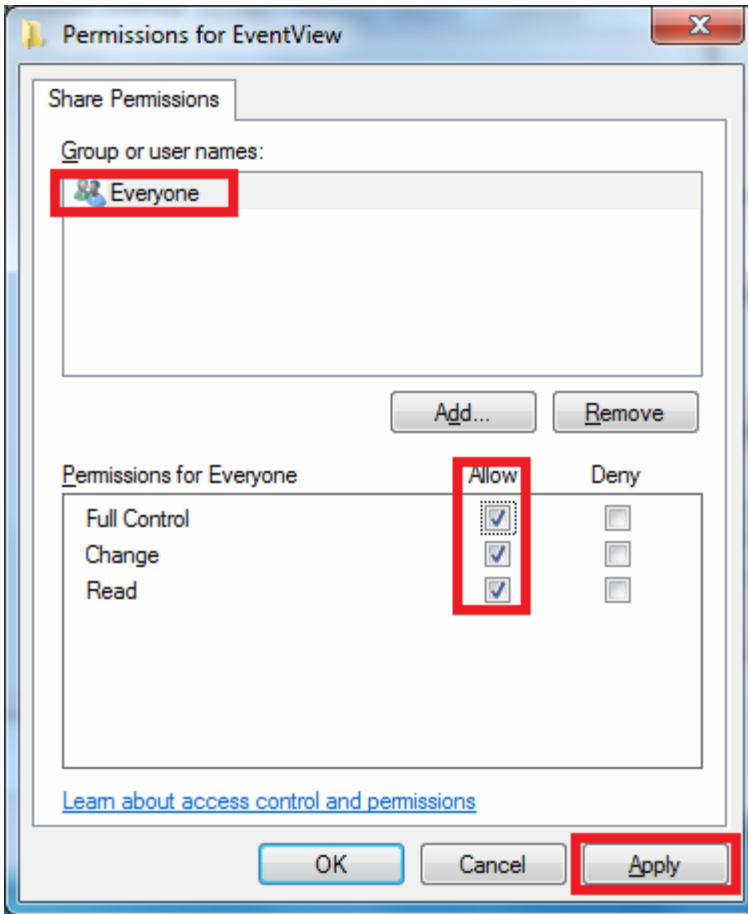 Permissions for EventView
Share Permissions
Group or user names:
Everyone
Add... Remove
Permissions for Everyone Allow Deny
Full Control
Change
Read
Learn about access control and permissions
OK Cancel Apply